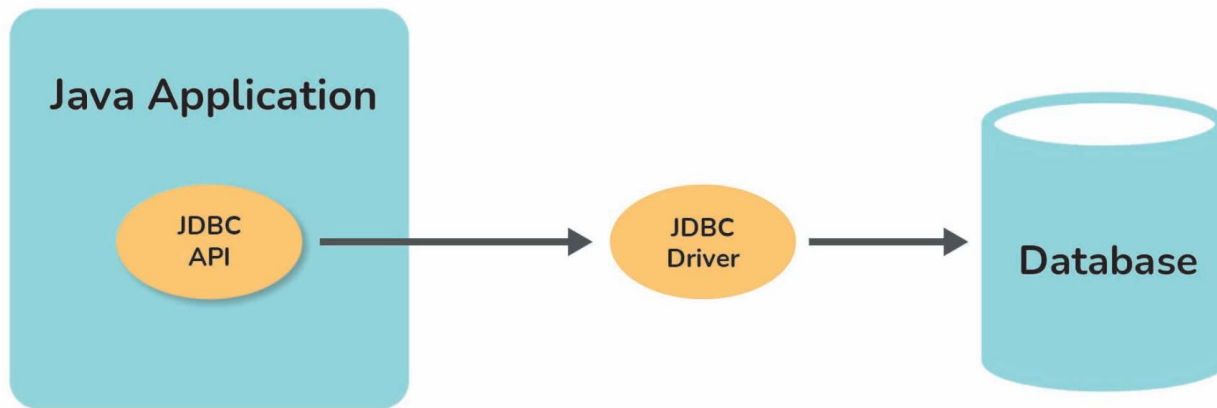 Java Application
JDBC
API
JDBC
Driver
Database